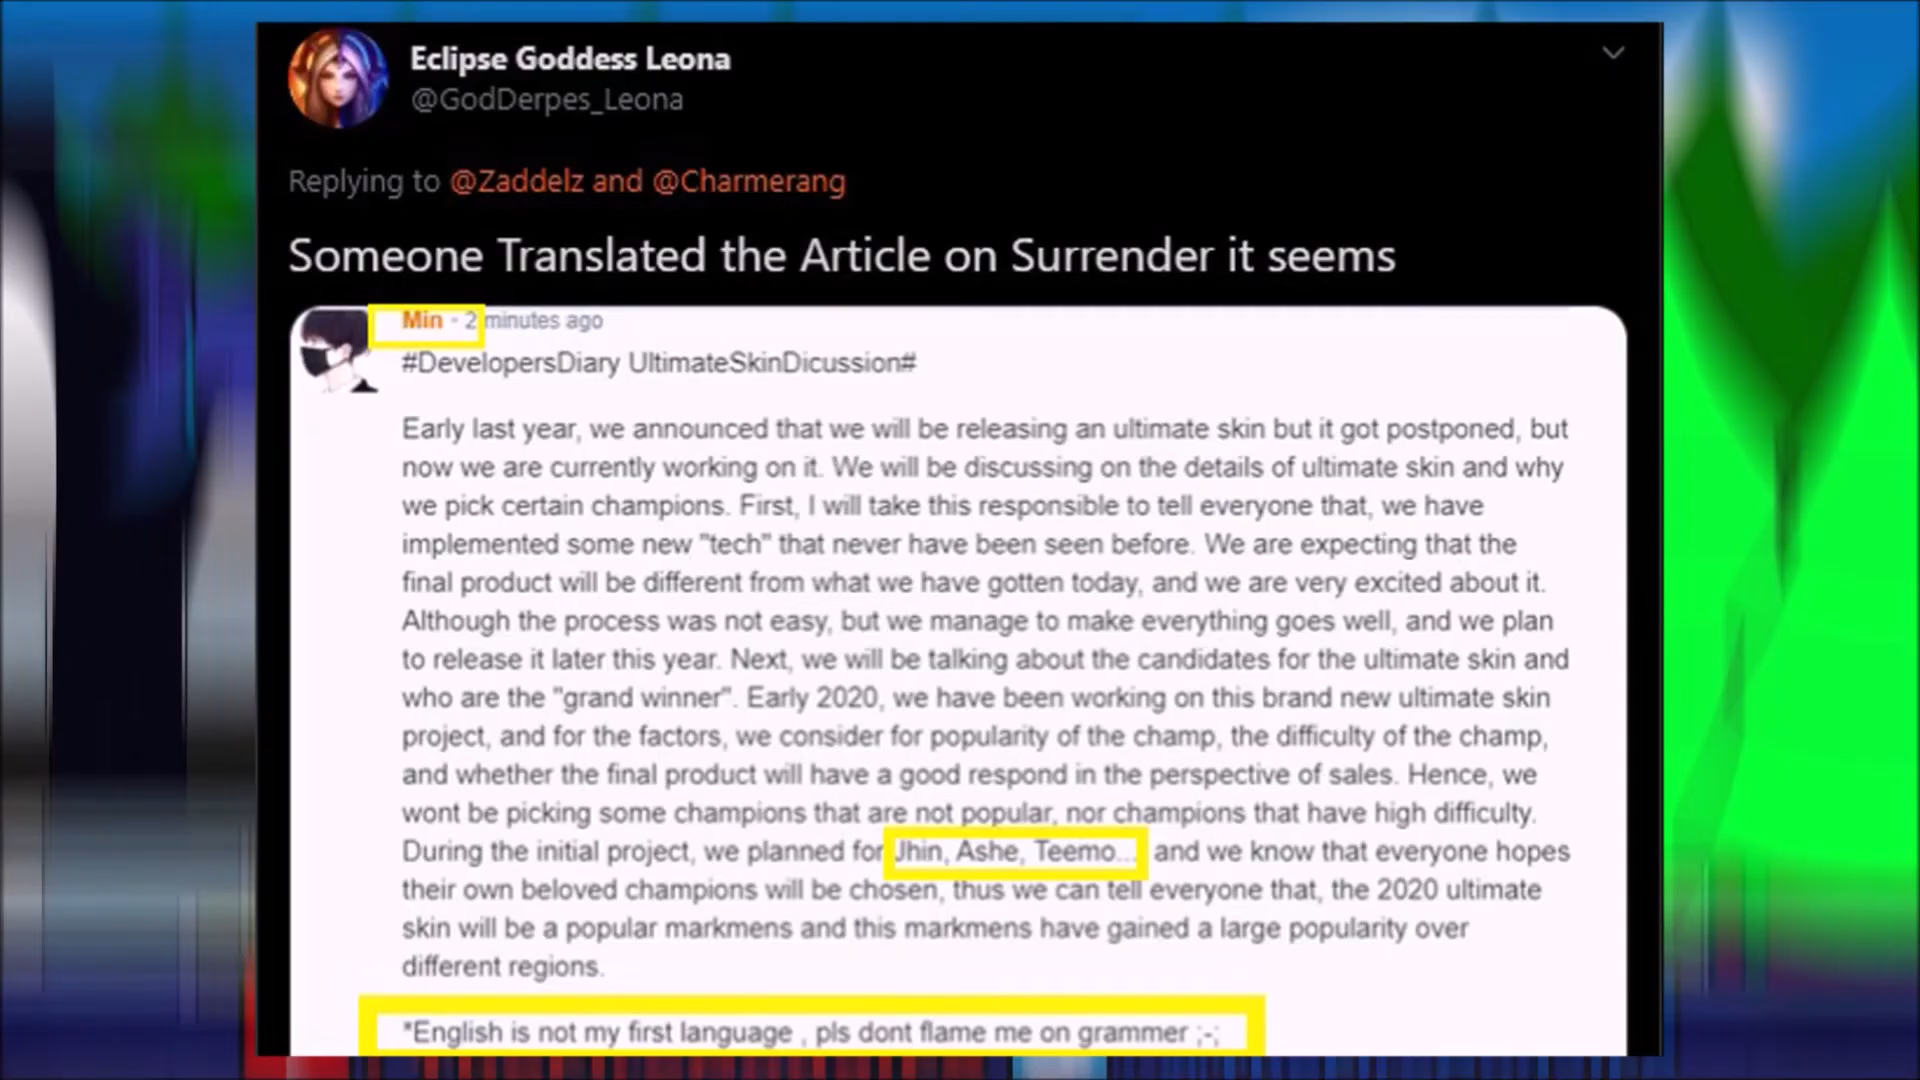 Eclipse Goddess Leona
@GodDerpes_Leona
Replying to @Zaddelz and @Charmerang
Someone Translated the Article on Surrender it seems
Min - 2 minutes ago
#DevelopersDiary UltimateSkinDicussion#
Early last year, we announced that we will be releasing an ultimate skin but it got postponed, but
now we are currently working on it. We will be discussing on the details of ultimate skin and why
we pick certain champions. First, I will take this responsible to tell everyone that, we have
implemented some new "tech" that never have been seen before. We are expecting that the
final product will be different from what we have gotten today, and we are very excited about it.
Although the process was not easy, but we manage to make everything goes well, and we plan
to release it later this year. Next, we will be talking about the candidates for the ultimate skin and
who are the "grand winner". Early 2020, we have been working on this brand new ultimate skin
project, and for the factors, we consider for popularity of the champ, the difficulty of the champ,
and whether the final product will have a good respond in the perspective of sales. Hence, we
wont be picking some champions that are not popular, nor champions that have high difficulty.
During the initial project, we planned for Jhin, Ashe, Teemo... and we know that everyone hopes
their own beloved champions will be chosen, thus we can tell everyone that, the 2020 ultimate
skin will be a popular markmens and this markmens have gained a large popularity over
different regions.
*English is not my first language , pls dont flame me on grammer ;-;